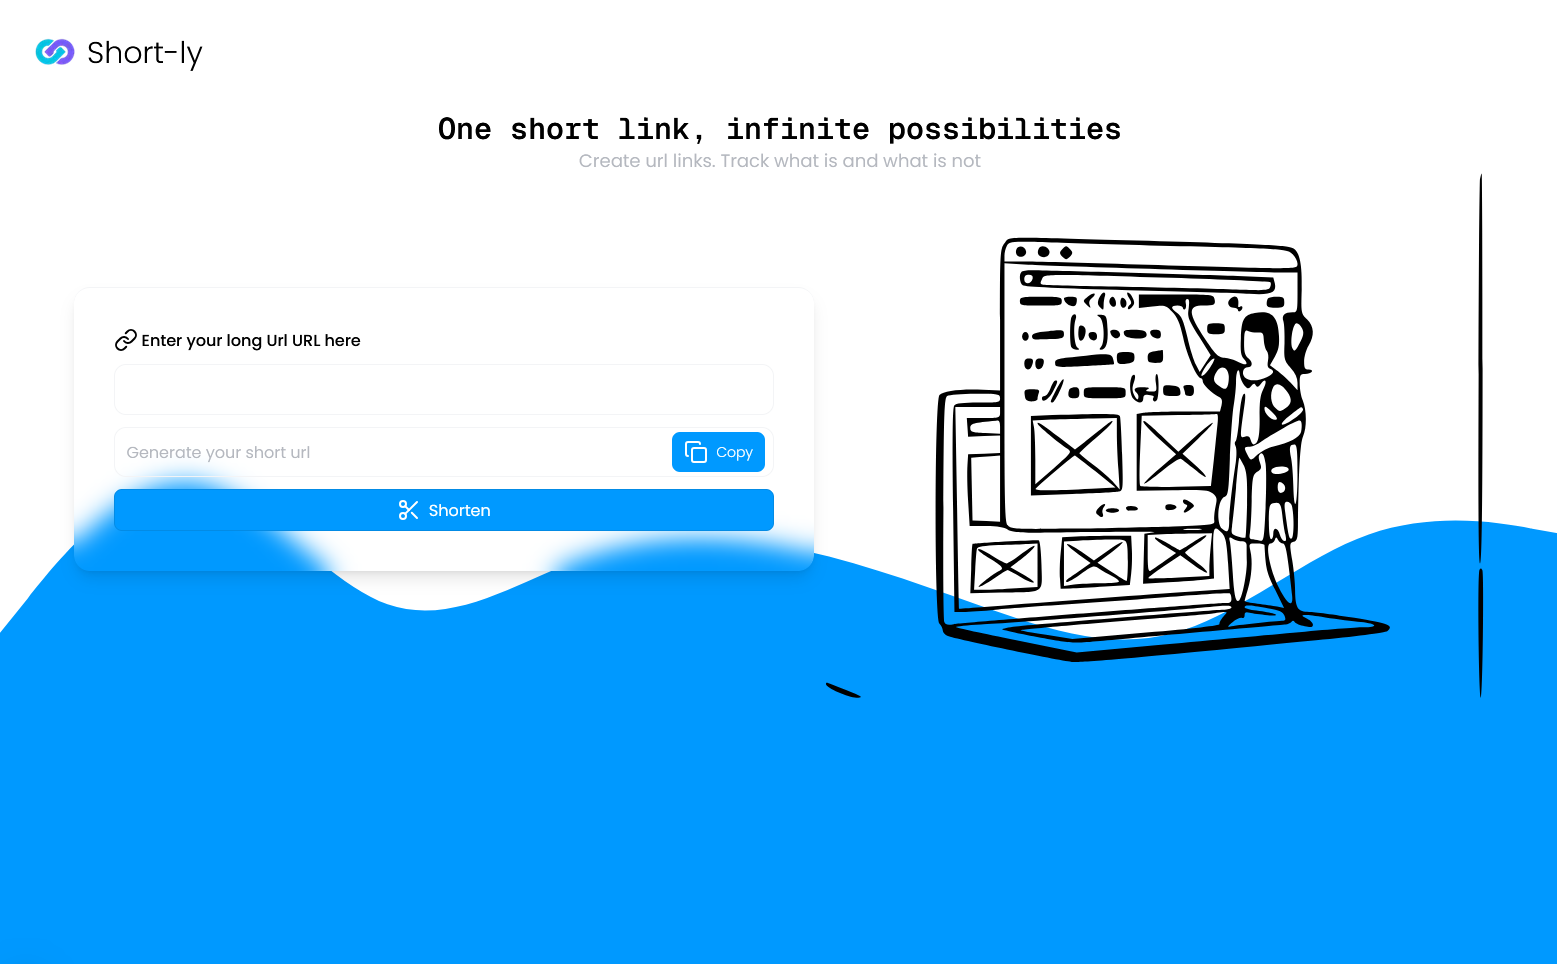 Short-ly
One short link, infinite possibilities
Create url links. Track what is and what is not
Enter your long Url URL here
Generate your short url
Copy
Shorten